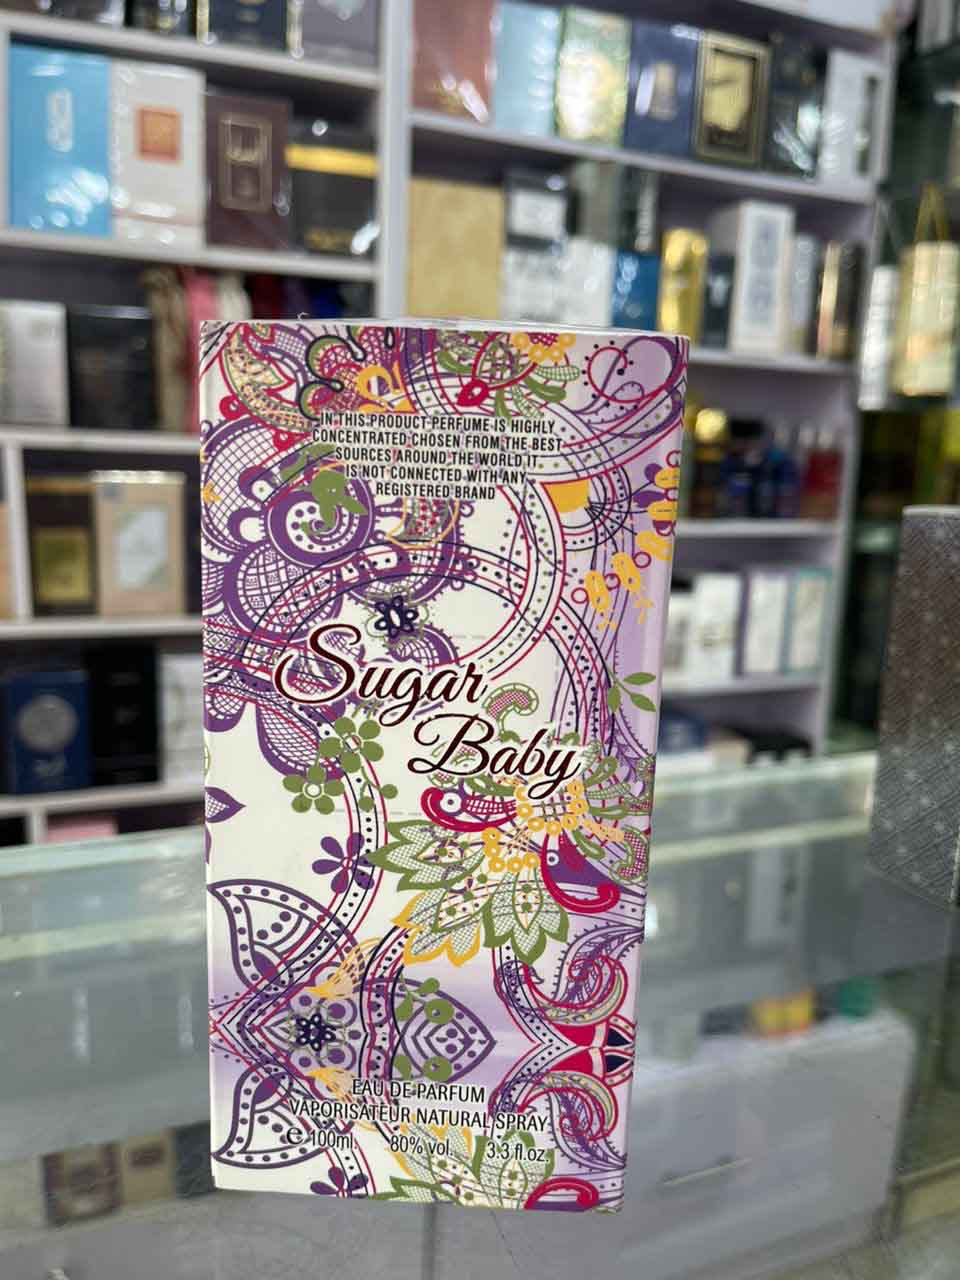 IN THIS PRODUCT PERFUME IS HIGHLY
CONCENTRATED CHOSEN FROM THE BEST
SOURCES AROUND THE WORLD IT
IS NOT CONNECTED WITH ANY
REGISTERED BRAND
Sugar
Baby
EAU DE PARFUM
VAPORISATEUR NATURAL SPRAY
℮ 100ml. 80% vol. 3.3 fl.oz.